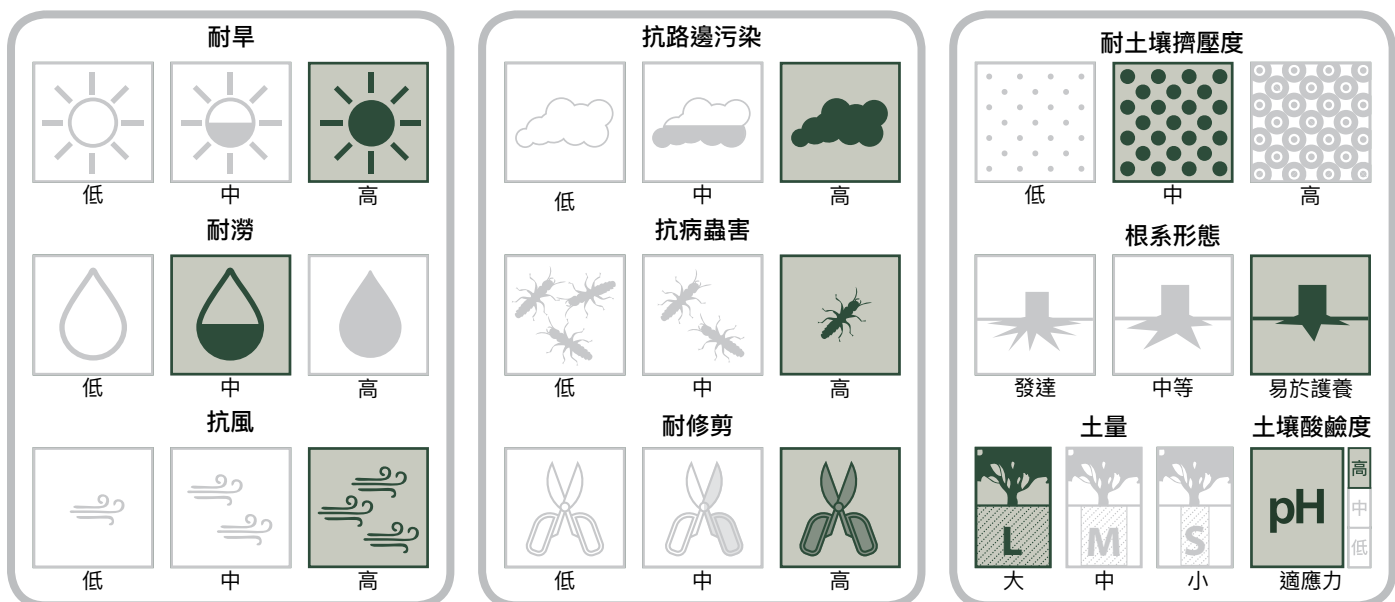 耐旱
低 中 高
耐澇
低 中 高
抗風
低 中 高
抗路邊污染
低 中 高
抗病蟲害
低 中 高
耐修剪
低 中 高
耐土壤擠壓度
低 中 高
根系形態
發達 中等 易於護養
土量 土壤酸鹼度
L M S pH 高
中
低
大 中 小 適應力